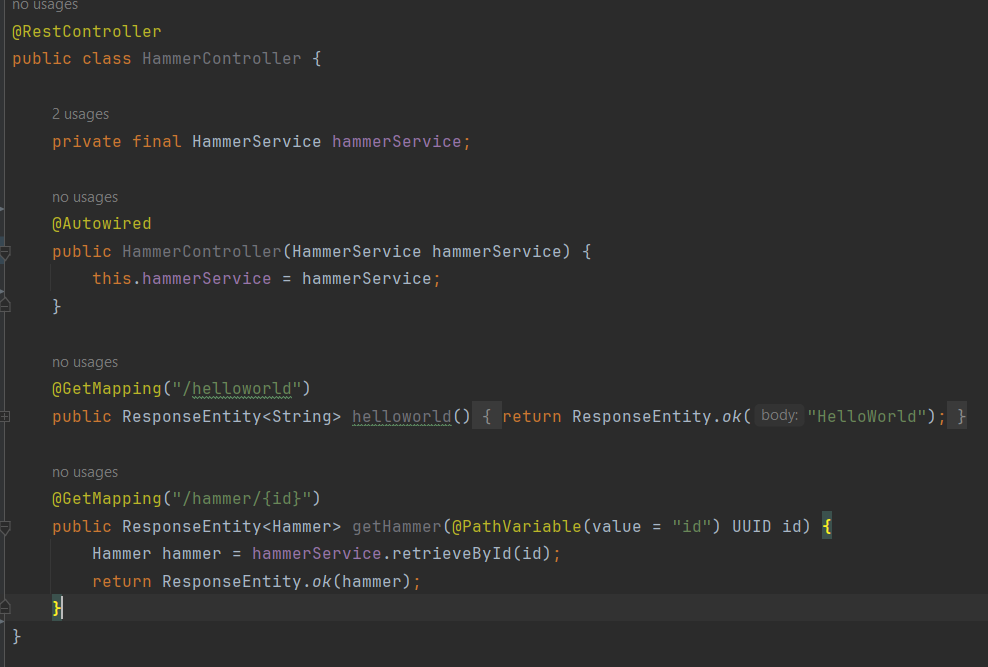 no usages
@RestController
public class HammerController {
2 usages
private final HammerService hammerService;
no usages
@Autowired
public HammerController(HammerService hammerService) {
this.hammerService = hammerService;
}
no usages
@GetMapping("/helloworld")
public ResponseEntity<String> helloworld() { return ResponseEntity.ok( body: "HelloWorld"); }
no usages
@GetMapping("/hammer/{id}")
public ResponseEntity<Hammer> getHammer(@PathVariable(value = "id") UUID id) {
Hammer hammer = hammerService.retrieveById(id);
return ResponseEntity.ok(hammer);
}
}